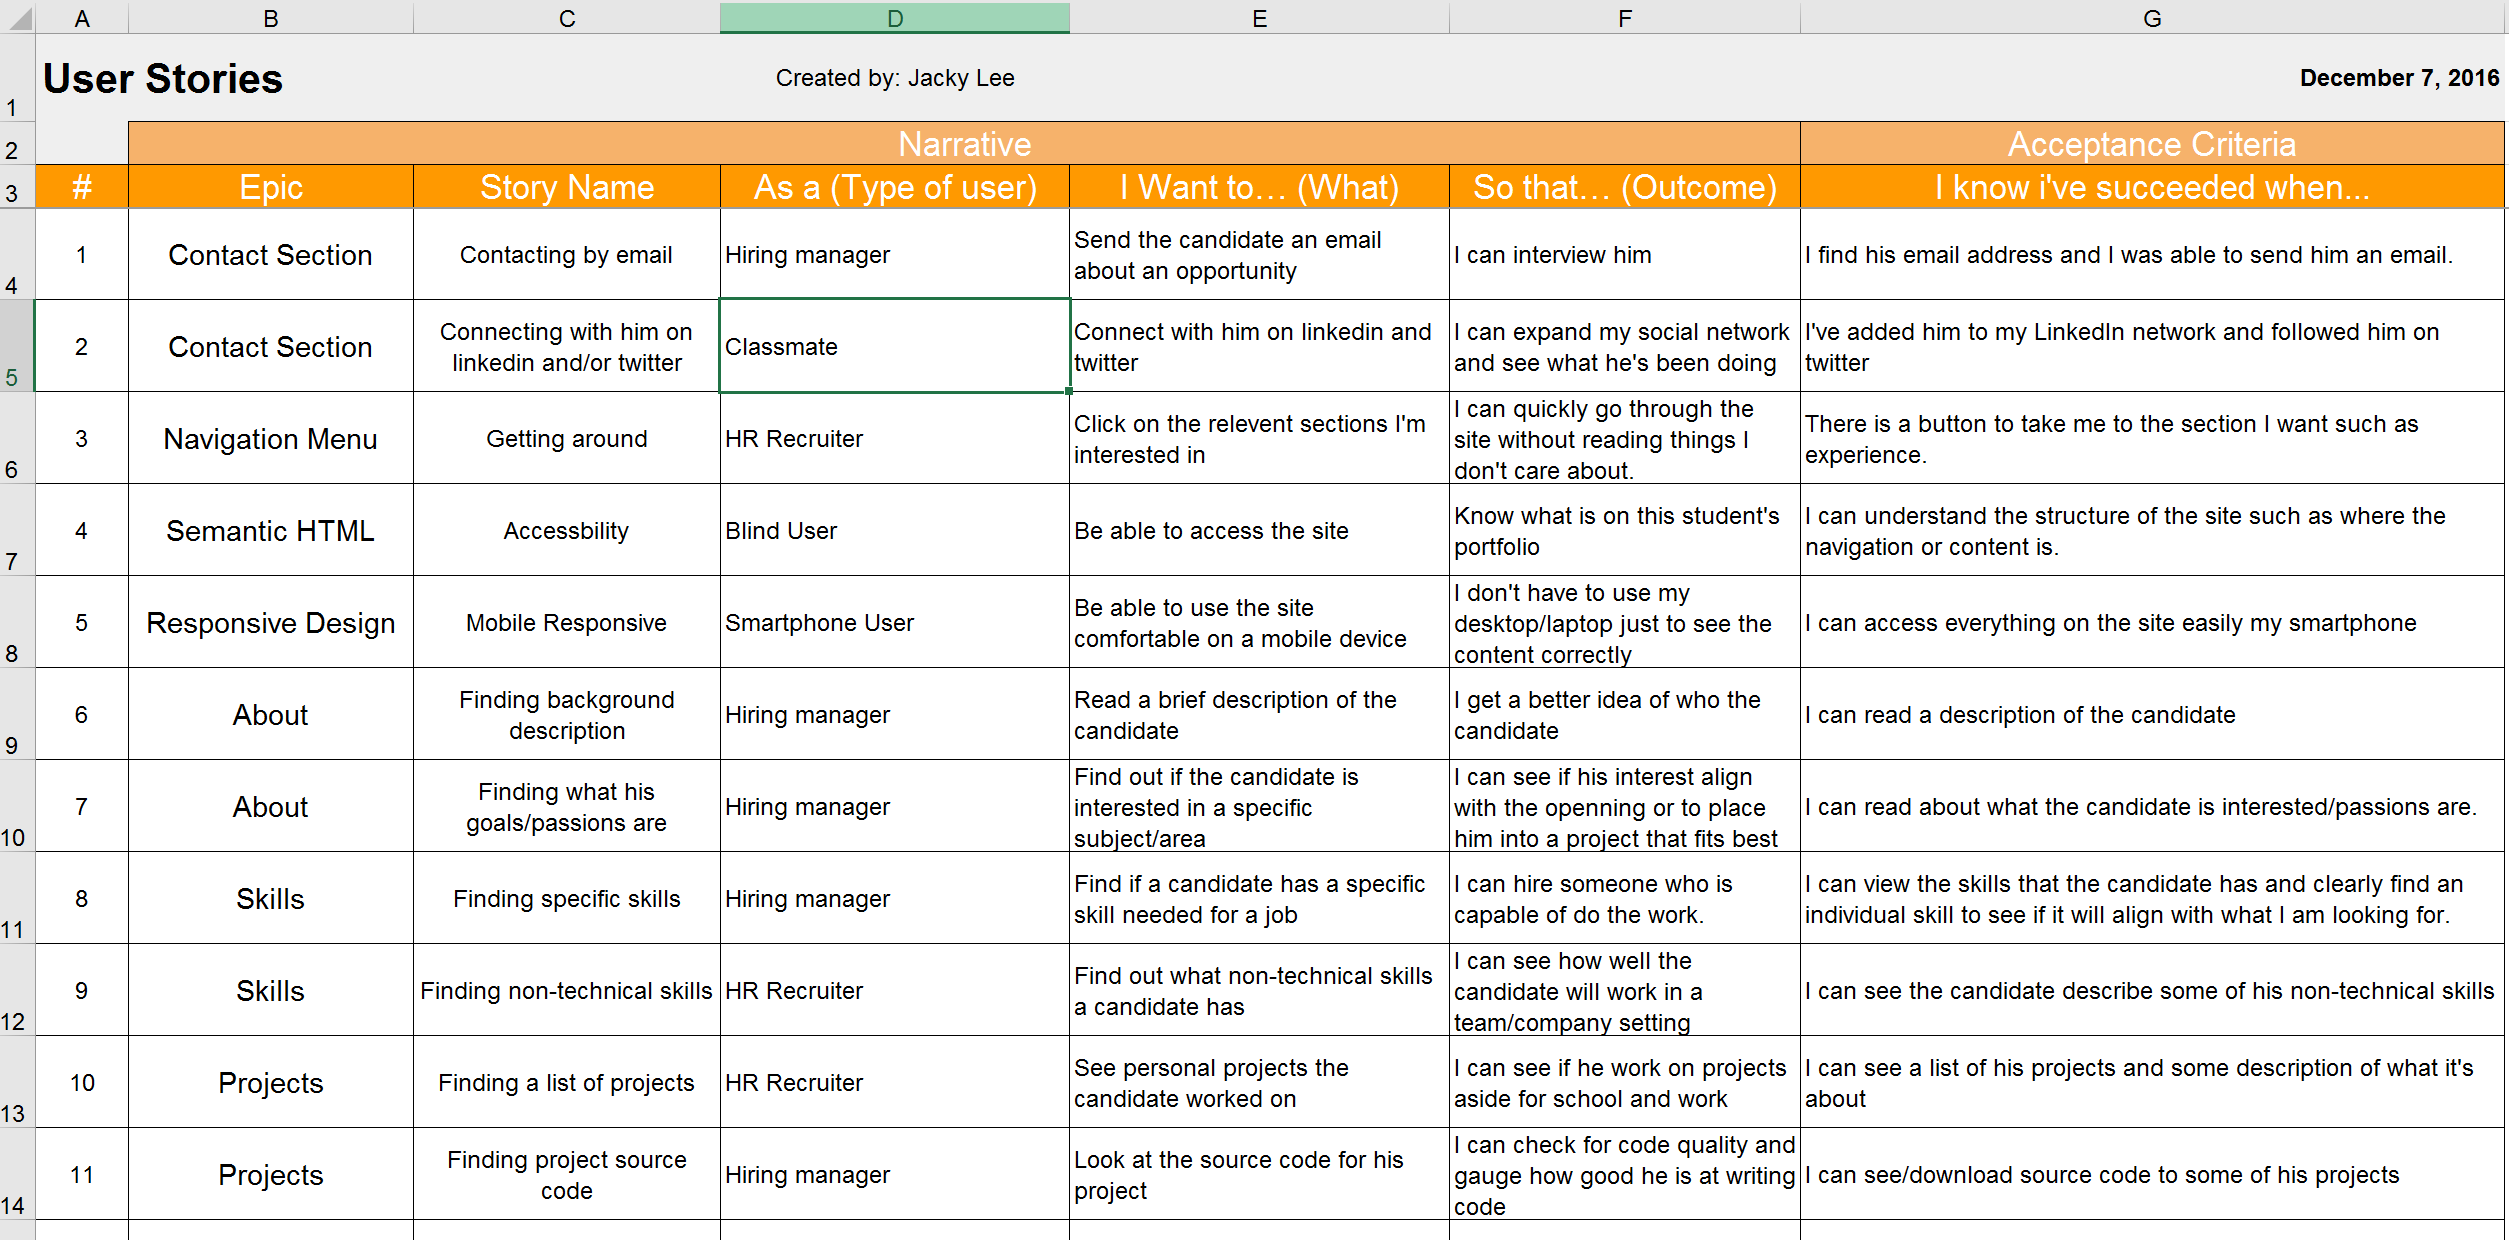 A B C D E F G
1 User Stories Created by: Jacky Lee December 7, 2016
2 Narrative Acceptance Criteria
3 # Epic Story Name As a (Type of user) I Want to… (What) So that… (Outcome) I know i've succeeded when...
4
1
Contact Section
Contacting by email
Hiring manager
Send the candidate an email
about an opportunity
I can interview him
I find his email address and I was able to send him an email.
5
2
Contact Section
Connecting with him on
linkedin and/or twitter
Classmate
Connect with him on linkedin and
twitter
I can expand my social network
and see what he's been doing
I've added him to my LinkedIn network and followed him on
twitter
6
3
Navigation Menu
Getting around
HR Recruiter
Click on the relevent sections I'm
interested in
I can quickly go through the
site without reading things I
don't care about.
There is a button to take me to the section I want such as
experience.
7
4
Semantic HTML
Accessbility
Blind User
Be able to access the site
Know what is on this student's
portfolio
I can understand the structure of the site such as where the
navigation or content is.
8
5
Responsive Design
Mobile Responsive
Smartphone User
Be able to use the site
comfortable on a mobile device
I don't have to use my
desktop/laptop just to see the
content correctly
I can access everything on the site easily my smartphone
9
6
About
Finding background
description
Hiring manager
Read a brief description of the
candidate
I get a better idea of who the
candidate
I can read a description of the candidate
10
7
About
Finding what his
goals/passions are
Hiring manager
Find out if the candidate is
interested in a specific
subject/area
I can see if his interest align
with the openning or to place
him into a project that fits best
I can read about what the candidate is interested/passions are.
11
8
Skills
Finding specific skills
Hiring manager
Find if a candidate has a specific
skill needed for a job
I can hire someone who is
capable of do the work.
I can view the skills that the candidate has and clearly find an
individual skill to see if it will align with what I am looking for.
12
9
Skills
Finding non-technical skills
HR Recruiter
Find out what non-technical skills
a candidate has
I can see how well the
candidate will work in a
team/company setting
I can see the candidate describe some of his non-technical skills
13
10
Projects
Finding a list of projects
HR Recruiter
See personal projects the
candidate worked on
I can see if he work on projects
aside for school and work
I can see a list of his projects and some description of what it's
about
14
11
Projects
Finding project source
code
Hiring manager
Look at the source code for his
project
I can check for code quality and
gauge how good he is at writing
code
I can see/download source code to some of his projects